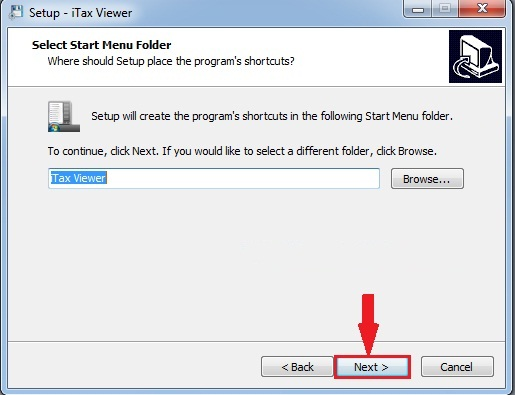 Setup - iTax Viewer
Select Start Menu Folder
Where should Setup place the program's shortcuts?
Setup will create the program's shortcuts in the following Start Menu folder.
To continue, click Next. If you would like to select a different folder, click Browse.
iTax Viewer
Browse...
< Back
Next >
Cancel